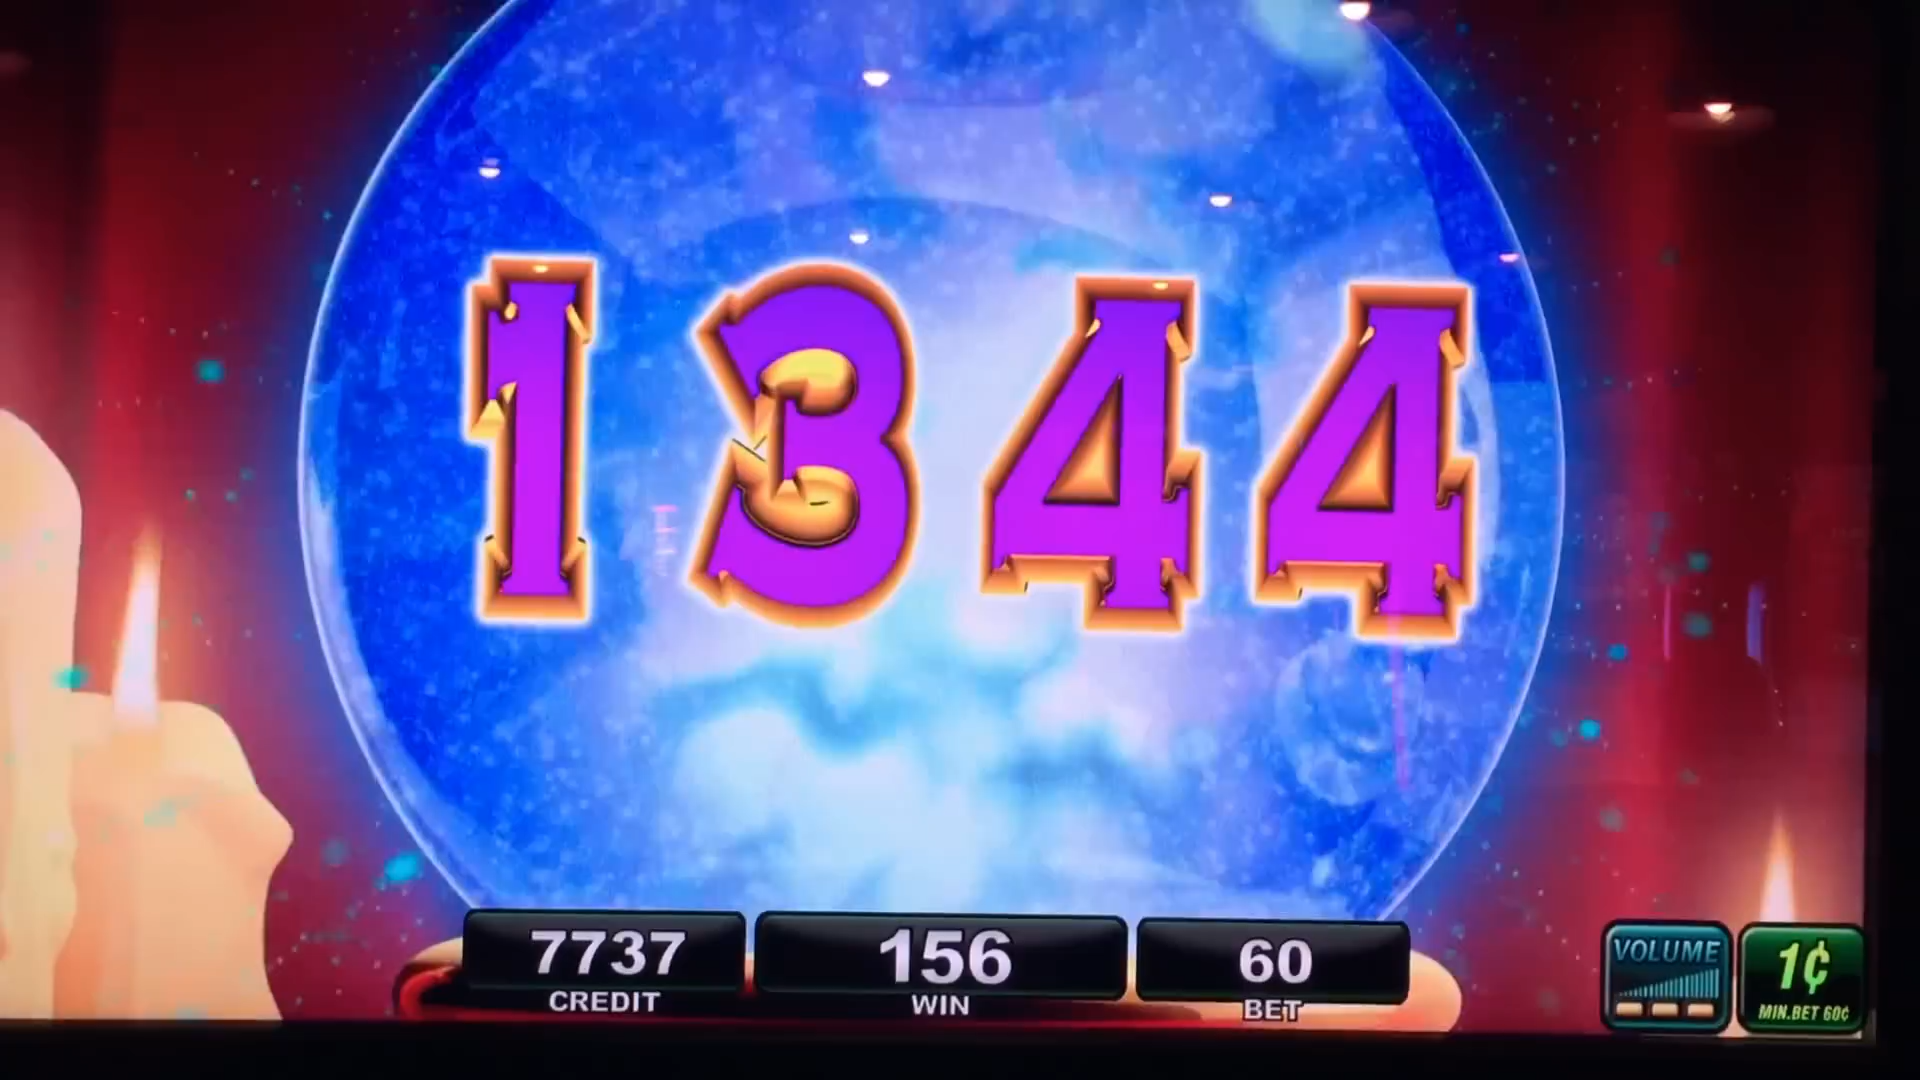 1344
7737
CREDIT
156
WIN
60
BET
VOLUME
1¢
MIN.BET 60¢